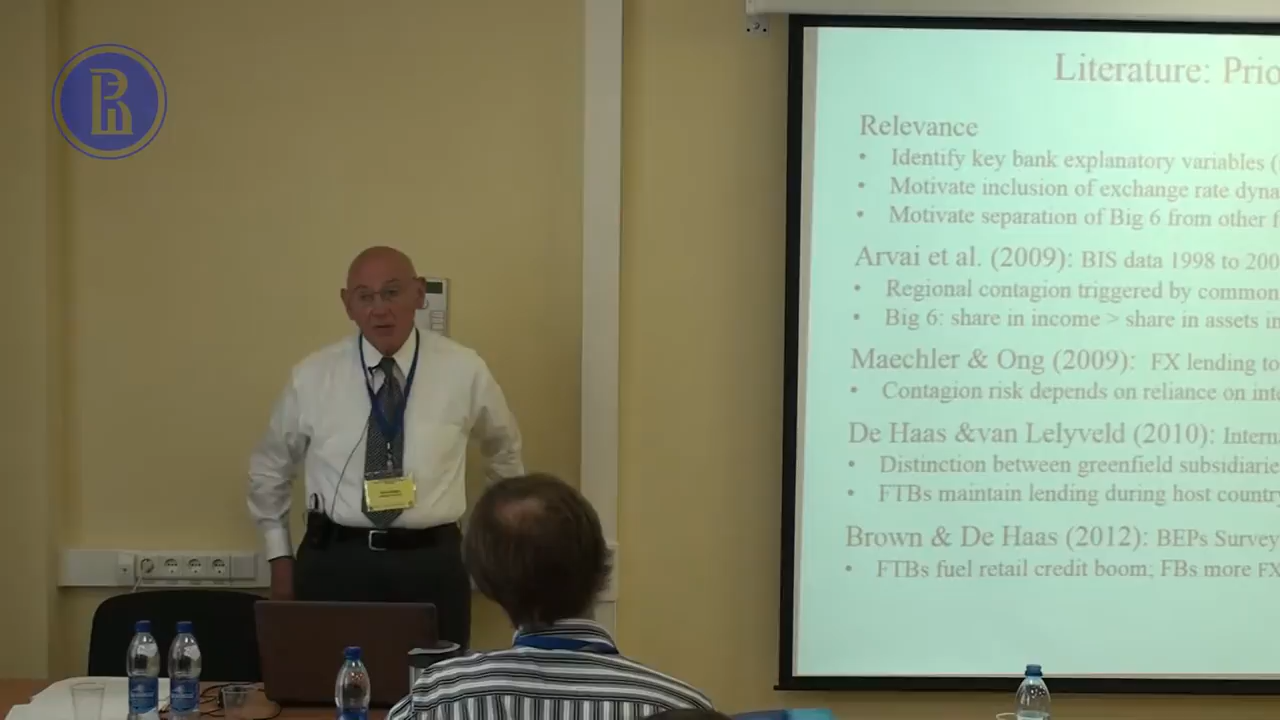 Literature: Prio
Relevance
• Identify key bank explanatory variables (
• Motivate inclusion of exchange rate dyna
• Motivate separation of Big 6 from other f
Arvai et al. (2009): BIS data 1998 to 200
• Regional contagion triggered by common
• Big 6: share in income > share in assets in
Maechler & Ong (2009): FX lending to
• Contagion risk depends on reliance on inte
De Haas &van Lelyveld (2010): Interna
• Distinction between greenfield subsidiarie
• FTBs maintain lending during host country
Brown & De Haas (2012): BEPs Survey
• FTBs fuel retail credit boom; FBs more FX